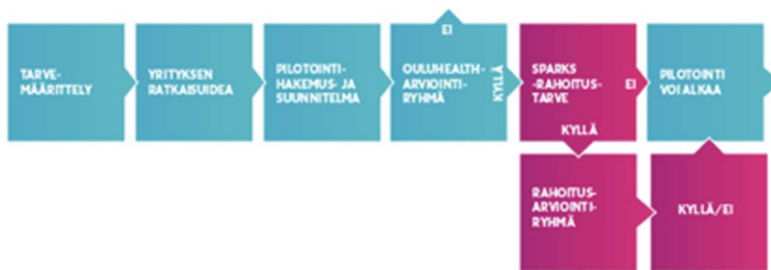 TARVE-
MÄÄRITTELY
YRITYKSEN
RATKAISUIDEA
PILOTOINTI-
HAKEMUS- JA
SUUNNITELMA
EI
OULUHEALTH-
ARVIOINTI-
RYHMÄ
KYLLÄ
SPARKS
-RAHOITUS-
TARVE
EI
KYLLÄ
PILOTOINTI
VOI ALKAA
RAHOITUS-
ARVIOINTI-
RYHMÄ
KYLLÄ/EI